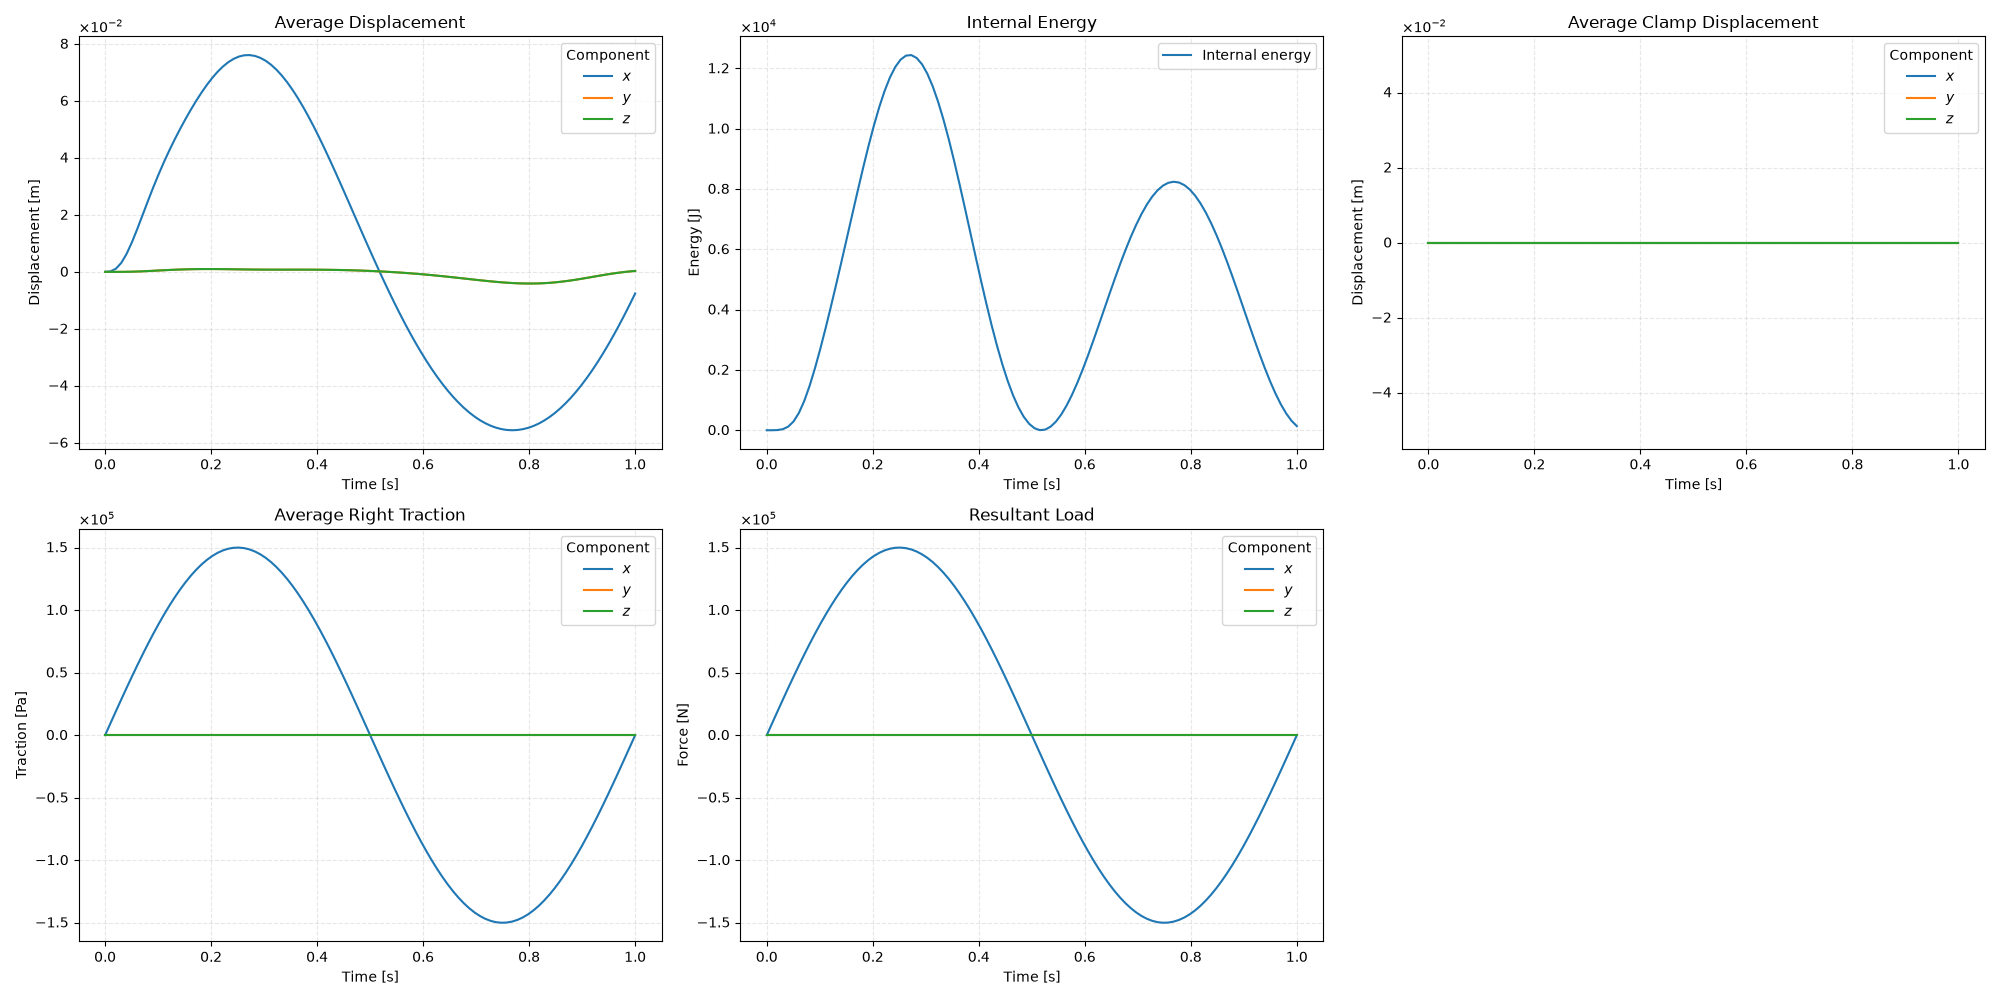 Average Displacement
×10⁻²
Displacement [m]
8
6
4
2
0
−2
−4
−6
0.0 0.2 0.4 0.6 0.8 1.0
Time [s]
Component
x
y
z
Internal Energy
×10⁴
Energy [J]
1.2
1.0
0.8
0.6
0.4
0.2
0.0
0.0 0.2 0.4 0.6 0.8 1.0
Time [s]
Internal energy
Average Clamp Displacement
×10⁻²
Displacement [m]
4
2
0
−2
−4
0.0 0.2 0.4 0.6 0.8 1.0
Time [s]
Component
x
y
z
Average Right Traction
×10⁵
Traction [Pa]
1.5
1.0
0.5
0.0
−0.5
−1.0
−1.5
0.0 0.2 0.4 0.6 0.8 1.0
Time [s]
Component
x
y
z
Resultant Load
×10⁵
Force [N]
1.5
1.0
0.5
0.0
−0.5
−1.0
−1.5
0.0 0.2 0.4 0.6 0.8 1.0
Time [s]
Component
x
y
z